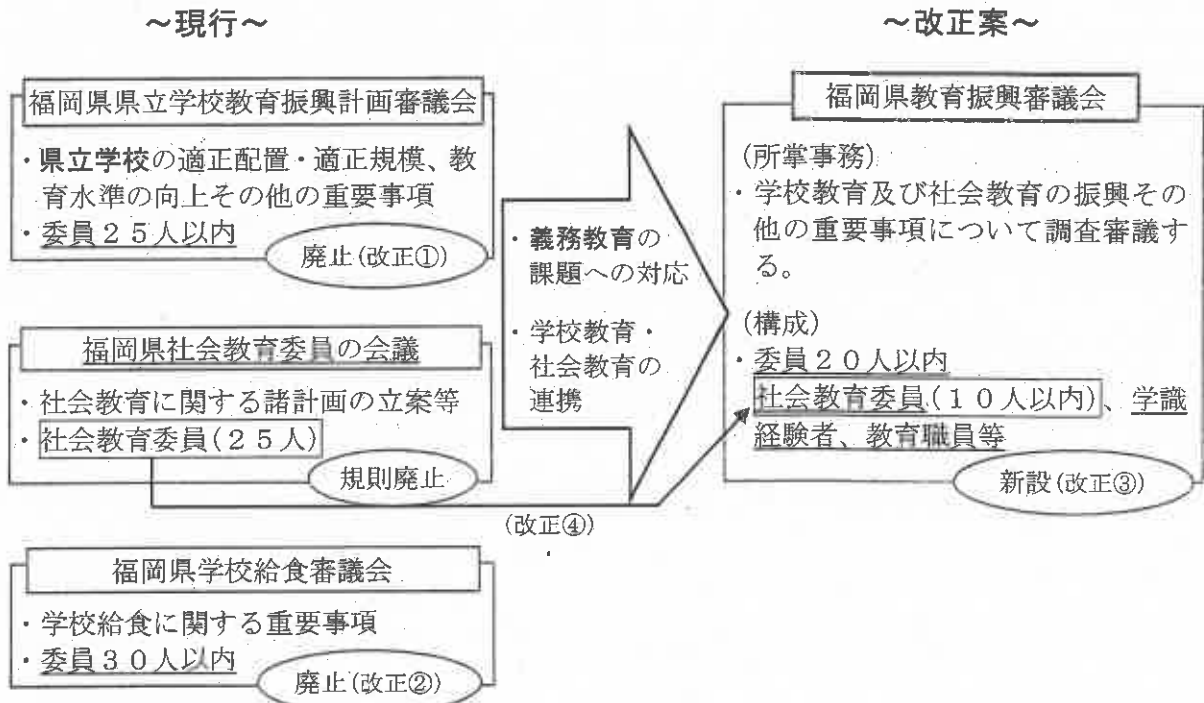 ～現行～
福岡県県立学校教育振興計画審議会
・県立学校の適正配置・適正規模、教
育水準の向上その他の重要事項
・委員２５人以内
廃止(改正①)
福岡県社会教育委員の会議
・社会教育に関する諸計画の立案等
・社会教育委員(２５人)
規則廃止
福岡県学校給食審議会
・学校給食に関する重要事項
・委員３０人以内
廃止(改正②)
・義務教育の
課題への対応
・学校教育・
社会教育の
連携
(改正④)
～改正案～
福岡県教育振興審議会
(所掌事務)
・学校教育及び社会教育の振興その
他の重要事項について調査審議す
る。
(構成)
・委員２０人以内
社会教育委員(１０人以内)、学識
経験者、教育職員等
新設(改正③)